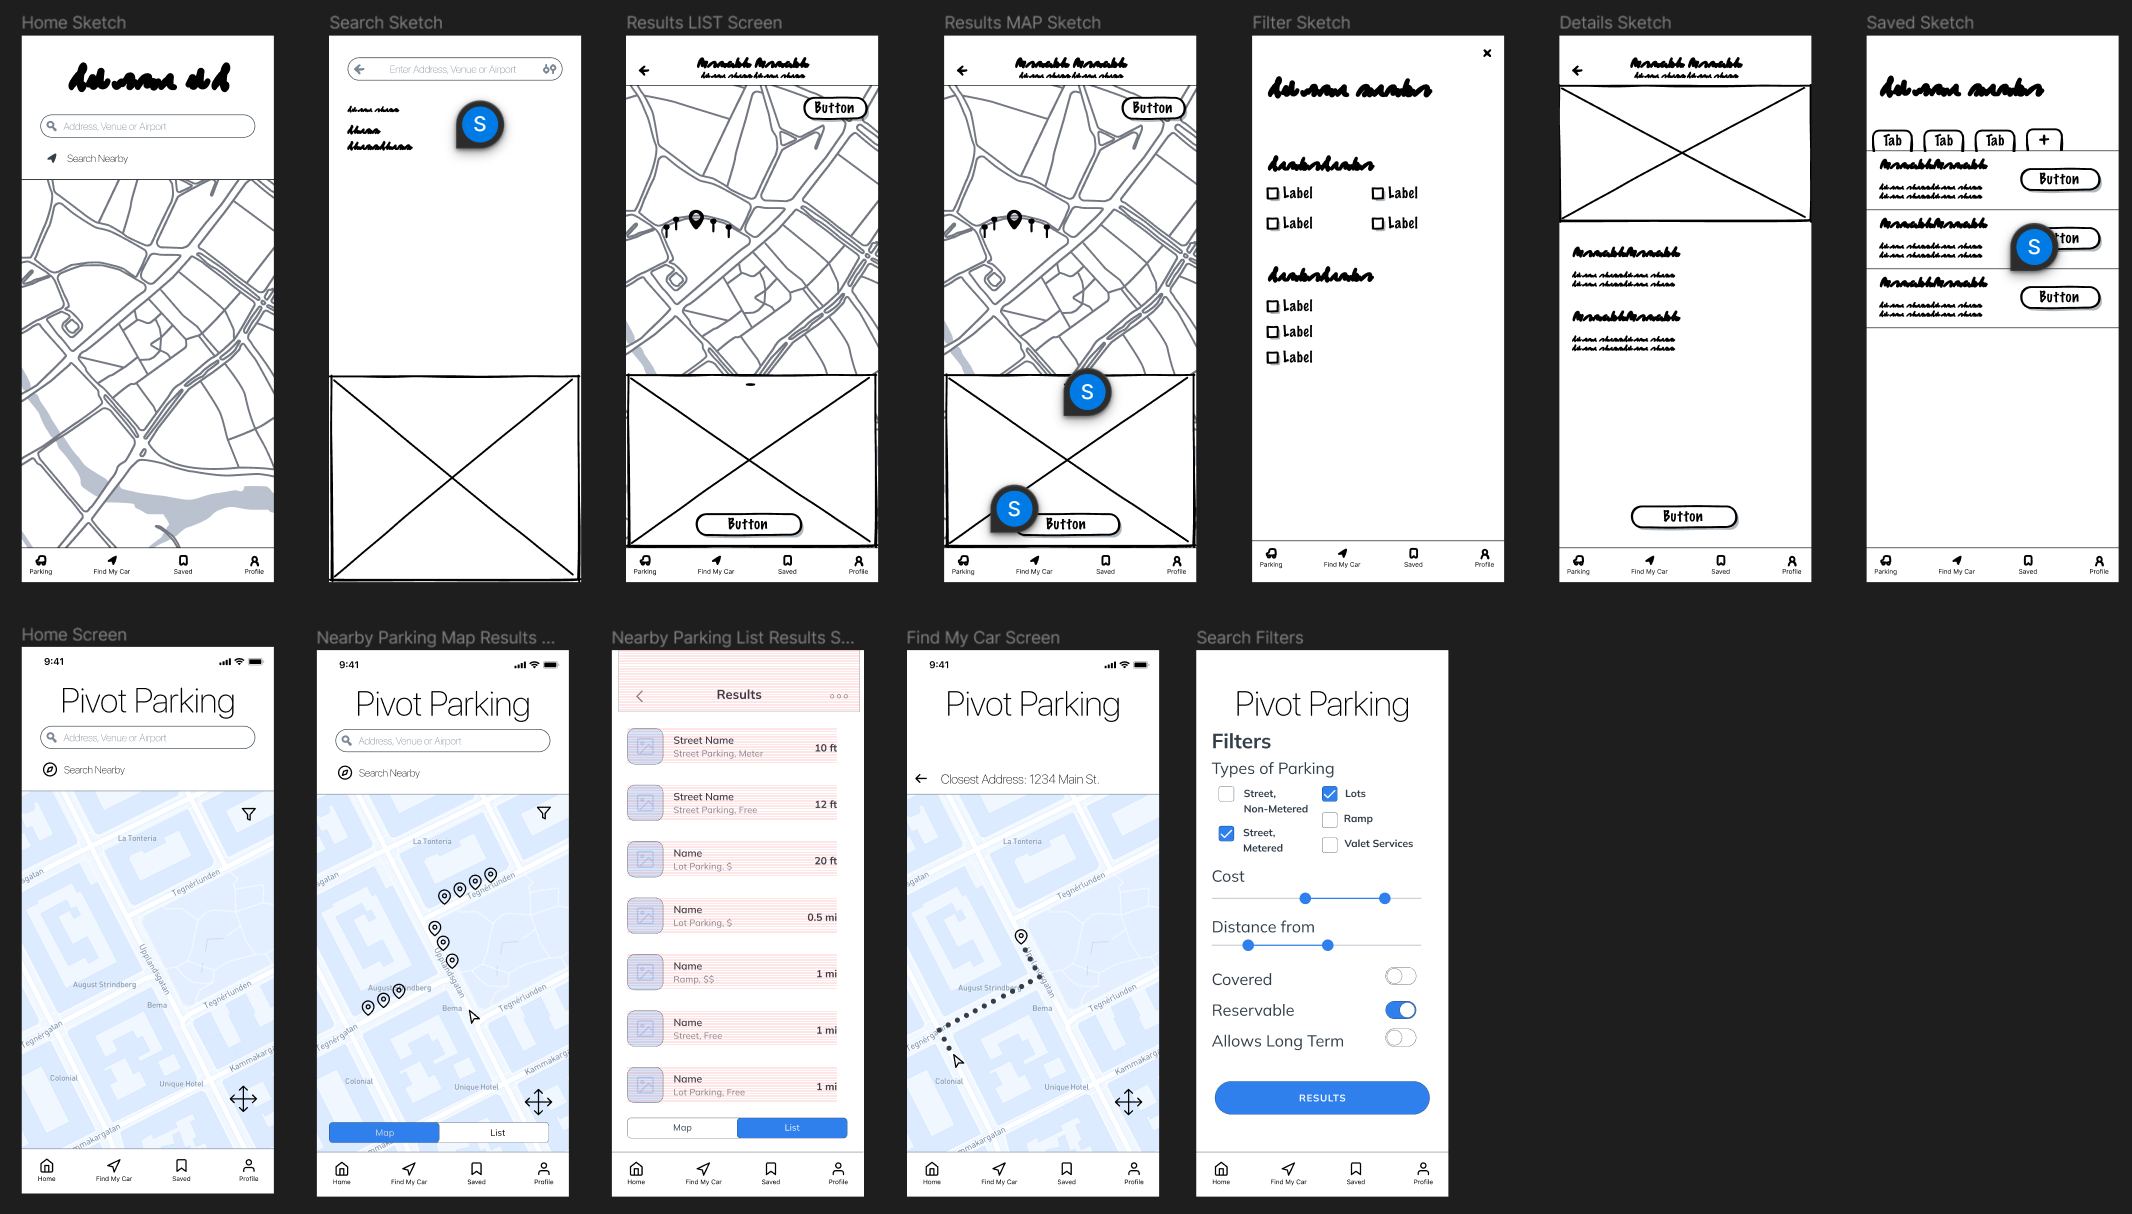 Home Sketch
Address, Venue or Airport
Search Nearby
Parking
Find My Car
Saved
Profile
Search Sketch
Enter Address, Venue or Airport
S
Results LIST Screen
Button
Button
Parking
Find My Car
Saved
Profile
Results MAP Sketch
Button
S
S
Button
Parking
Find My Car
Saved
Profile
Filter Sketch
Label
Label
Label
Label
Label
Label
Label
Parking
Find My Car
Saved
Profile
Details Sketch
Button
Parking
Find My Car
Saved
Profile
Saved Sketch
Tab
Tab
Tab
+
Button
S
tton
Button
Parking
Find My Car
Saved
Profile
Home Screen
9:41
Pivot Parking
Address, Venue or Airport
Search Nearby
La Tonteria
Tegnérlunden
Upplandsgatan
August Strindberg
Bema
Tegnérlunden
Tegnérgatan
Kammakargatan
Colonial
Unique Hotel
Home
Find My Car
Saved
Profile
Nearby Parking Map Results ...
9:41
Pivot Parking
Address, Venue or Airport
Search Nearby
La Tonteria
Tegnérlunden
Upplandsgatan
Bema
Tegnérlunden
Colonial
Unique Hotel
Map
List
Home
Find My Car
Saved
Profile
Nearby Parking List Results S...
Results
Street Name
Street Parking, Meter
10 ft
Street Name
Street Parking, Free
12 ft
Name
Lot Parking, $
20 ft
Name
Lot Parking, $
0.5 mi
Name
Ramp, $$
1 mi
Name
Street, Free
1 mi
Name
Lot Parking, Free
1 mi
Map
List
Home
Find My Car
Saved
Profile
Find My Car Screen
9:41
Pivot Parking
Closest Address: 1234 Main St.
La Tonteria
Tegnérlunden
August Strindberg
Bema
Tegnérlunden
Colonial
Unique Hotel
Home
Find My Car
Saved
Profile
Search Filters
Pivot Parking
Filters
Types of Parking
Street,
Non-Metered
Street,
Metered
Lots
Ramp
Valet Services
Cost
Distance from
Covered
Reservable
Allows Long Term
RESULTS
Home
Find My Car
Saved
Profile